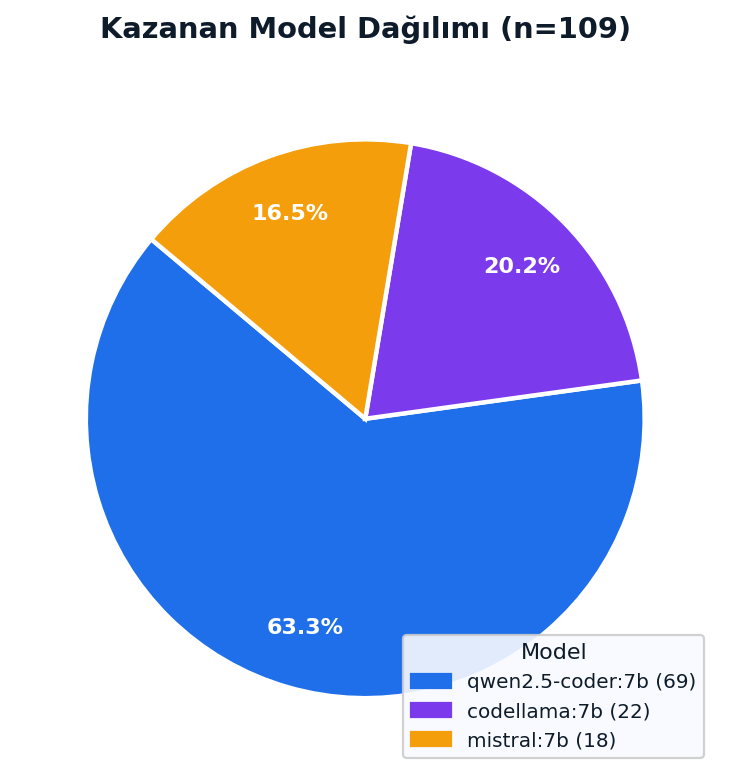 Kazanan Model Dağılımı (n=109)
16.5%
20.2%
63.3%
Model
qwen2.5-coder:7b (69)
codellama:7b (22)
mistral:7b (18)